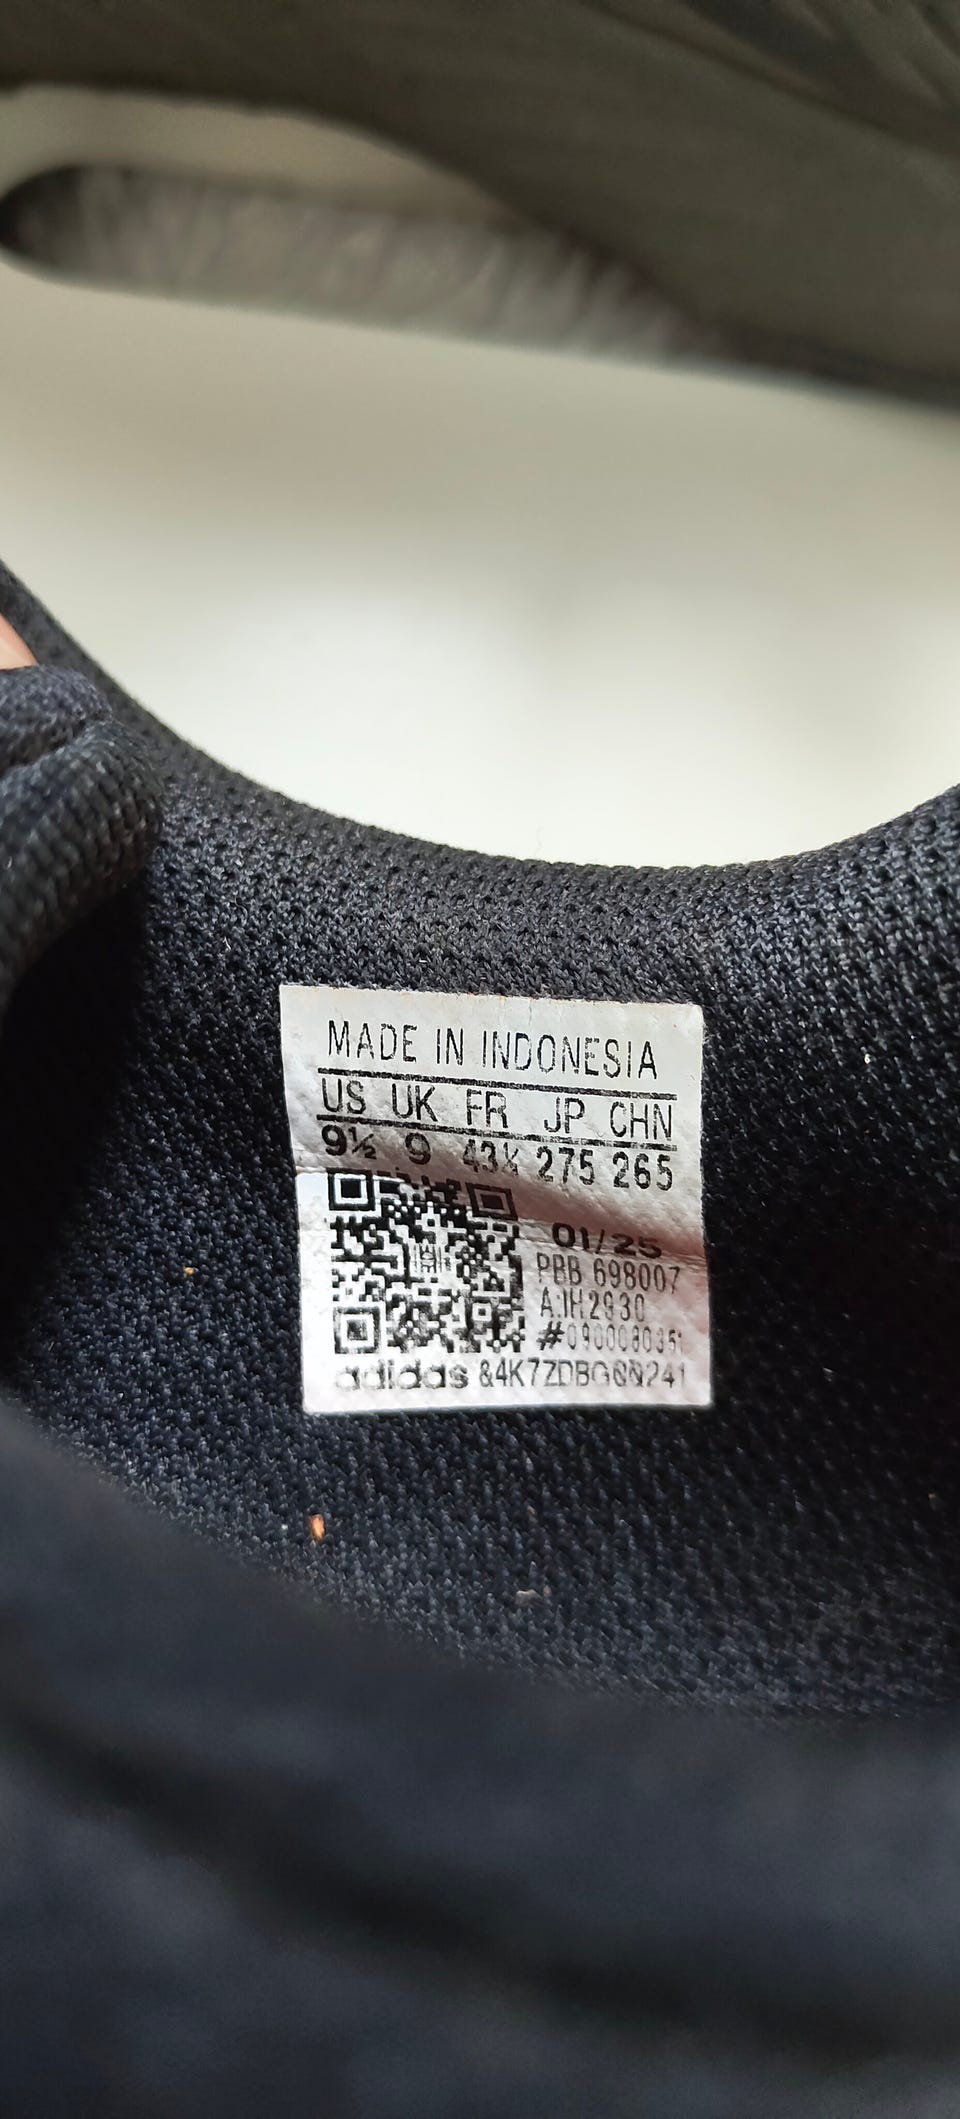 MADE IN INDONESIA
US UK FR JP CHN
9½ 9 43⅓ 275 265
01/25
PBB 698007
A:IH2930
adidas